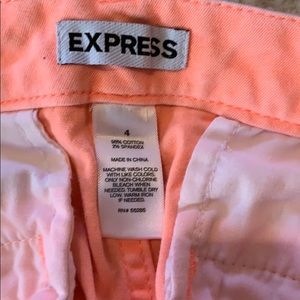 EXPRESS
4
98% COTTON
2% SPANDEX
MADE IN CHINA
MACHINE WASH COLD
WITH LIKE COLORS,
ONLY NON-CHLORINE
BLEACH WHEN
NEEDED. TUMBLE DRY
LOW. WARM IRON
IF NEEDED.
RN# 55285